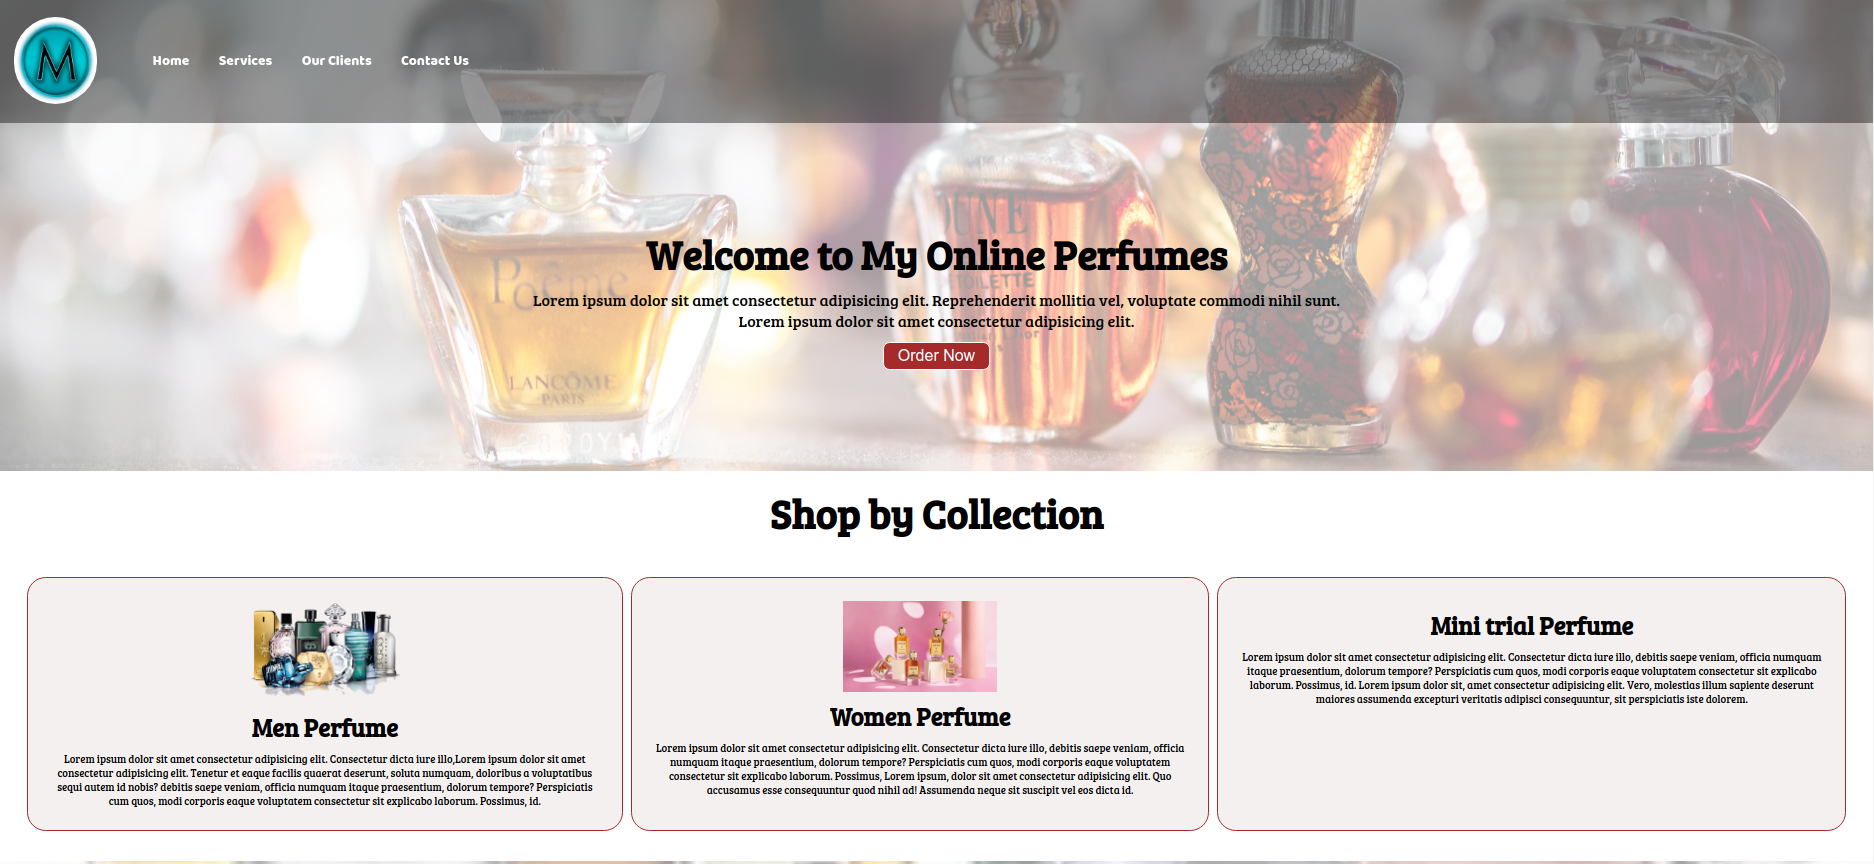 M
Home Services Our Clients Contact Us
Welcome to My Online Perfumes
Lorem ipsum dolor sit amet consectetur adipisicing elit. Reprehenderit mollitia vel, voluptate commodi nihil sunt.
Lorem ipsum dolor sit amet consectetur adipisicing elit.
Order Now
Poême
LANCÔME
PARIS
Shop by Collection
Men Perfume
Lorem ipsum dolor sit amet consectetur adipisicing elit. Consectetur dicta iure illo,Lorem ipsum dolor sit amet
consectetur adipisicing elit. Tenetur et eaque facilis quaerat deserunt, soluta numquam, doloribus a voluptatibus
sequi autem id nobis? debitis saepe veniam, officia numquam itaque praesentium, dolorum tempore? Perspiciatis
cum quos, modi corporis eaque voluptatem consectetur sit explicabo laborum. Possimus, id.
Women Perfume
Lorem ipsum dolor sit amet consectetur adipisicing elit. Consectetur dicta iure illo, debitis saepe veniam, officia
numquam itaque praesentium, dolorum tempore? Perspiciatis cum quos, modi corporis eaque voluptatem
consectetur sit explicabo laborum. Possimus, Lorem ipsum, dolor sit amet consectetur adipisicing elit. Quo
accusamus esse consequuntur quod nihil ad! Assumenda neque sit suscipit vel eos dicta id.
Mini trial Perfume
Lorem ipsum dolor sit amet consectetur adipisicing elit. Consectetur dicta iure illo, debitis saepe veniam, officia numquam
itaque praesentium, dolorum tempore? Perspiciatis cum quos, modi corporis eaque voluptatem consectetur sit explicabo
laborum. Possimus, id. Lorem ipsum dolor sit, amet consectetur adipisicing elit. Vero, molestias illum sapiente deserunt
maiores assumenda excepturi veritatis adipisci consequuntur, sit perspiciatis iste dolorem.